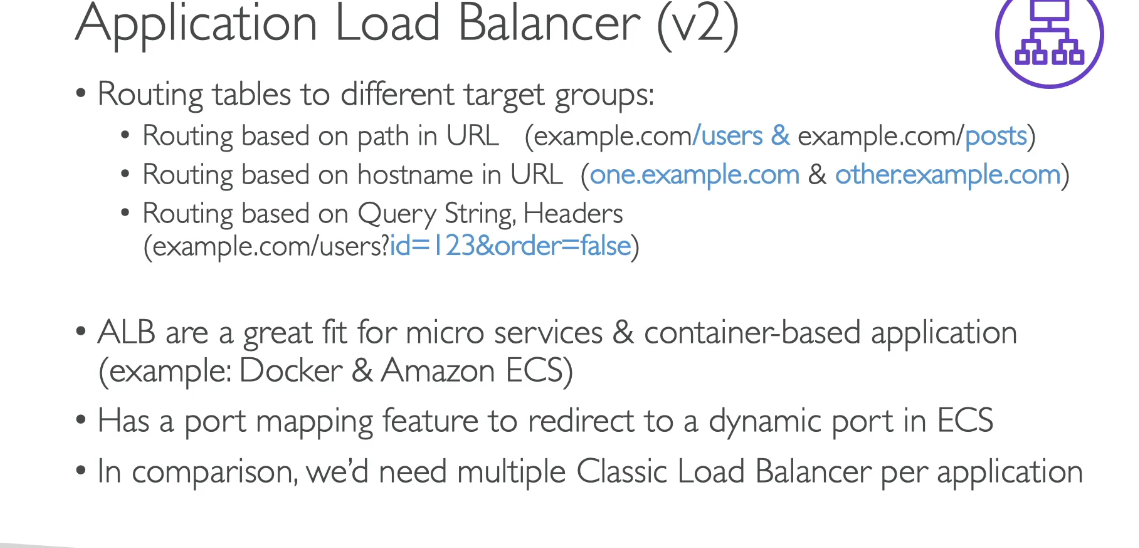 Application Load Balancer (v2)
• Routing tables to different target groups:
• Routing based on path in URL (example.com/users & example.com/posts)
• Routing based on hostname in URL (one.example.com & other.example.com)
• Routing based on Query String, Headers
(example.com/users?id=123&order=false)
• ALB are a great fit for micro services & container-based application
(example: Docker & Amazon ECS)
• Has a port mapping feature to redirect to a dynamic port in ECS
• In comparison, we’d need multiple Classic Load Balancer per application